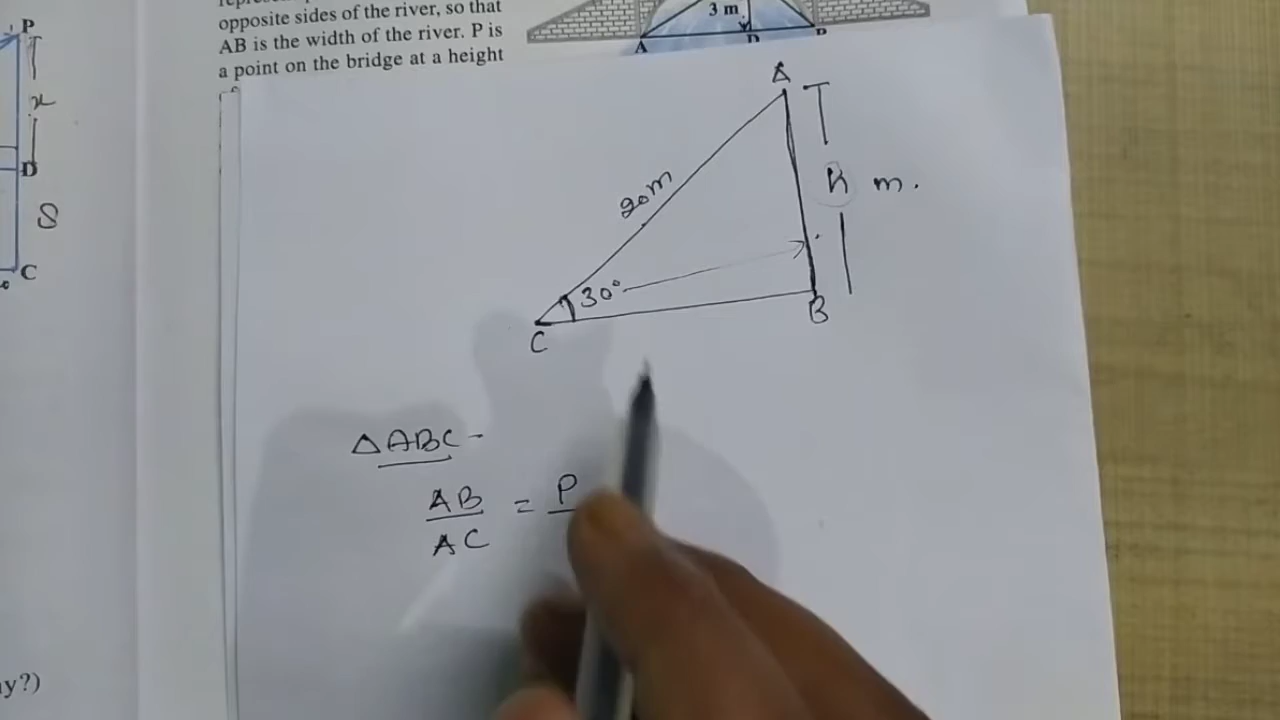 opposite sides of the river, so that
AB is the width of the river. P is
a point on the bridge at a height
3 m
A D B
P
x
D
8
C
A
20m
h m.
30°
B
C
△ABC -
AB = P
AC
y?)